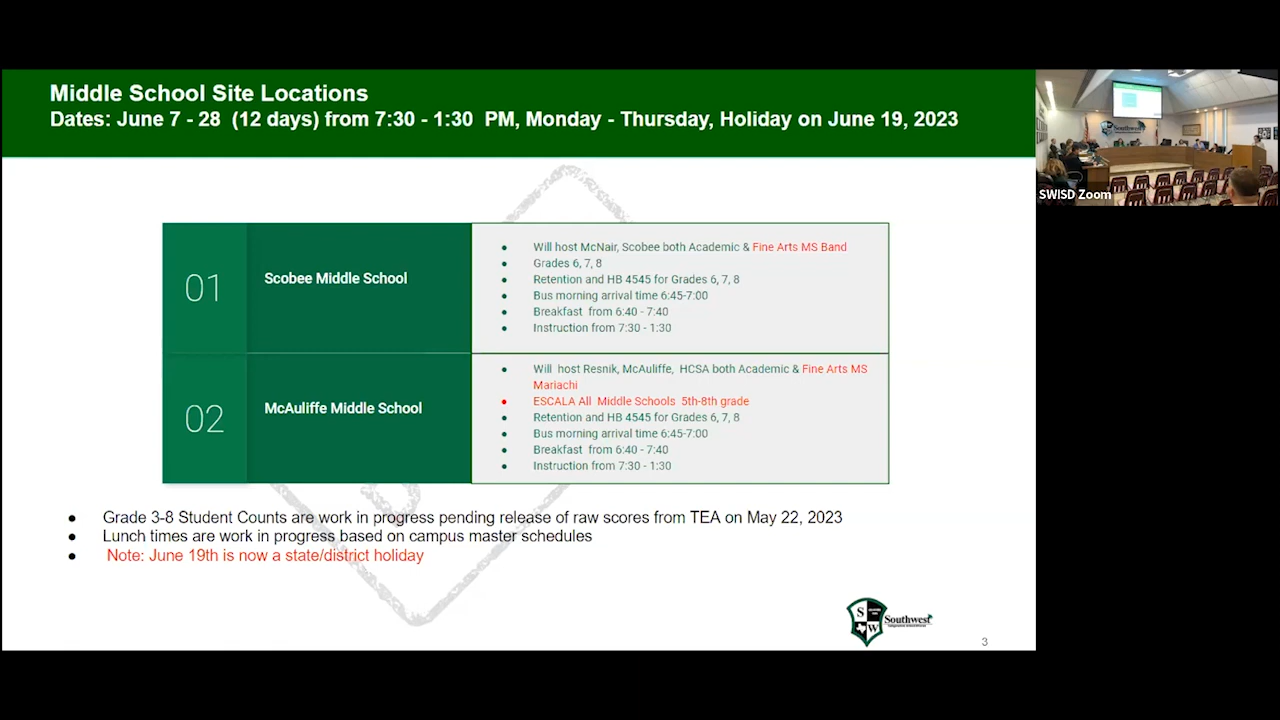 Middle School Site Locations
Dates: June 7 - 28 (12 days) from 7:30 - 1:30 PM, Monday - Thursday, Holiday on June 19, 2023
SWISD Zoom
01
Scobee Middle School
● Will host McNair, Scobee both Academic & Fine Arts MS Band
● Grades 6, 7, 8
● Retention and HB 4545 for Grades 6, 7, 8
● Bus morning arrival time 6:45-7:00
● Breakfast from 6:40 - 7:40
● Instruction from 7:30 - 1:30
02
McAuliffe Middle School
● Will host Resnik, McAuliffe, HCSA both Academic & Fine Arts MS
Mariachi
● ESCALA All Middle Schools 5th-8th grade
● Retention and HB 4545 for Grades 6, 7, 8
● Bus morning arrival time 6:45-7:00
● Breakfast from 6:40 - 7:40
● Instruction from 7:30 - 1:30
● Grade 3-8 Student Counts are work in progress pending release of raw scores from TEA on May 22, 2023
● Lunch times are work in progress based on campus master schedules
● Note: June 19th is now a state/district holiday
S
W
Southwest
3